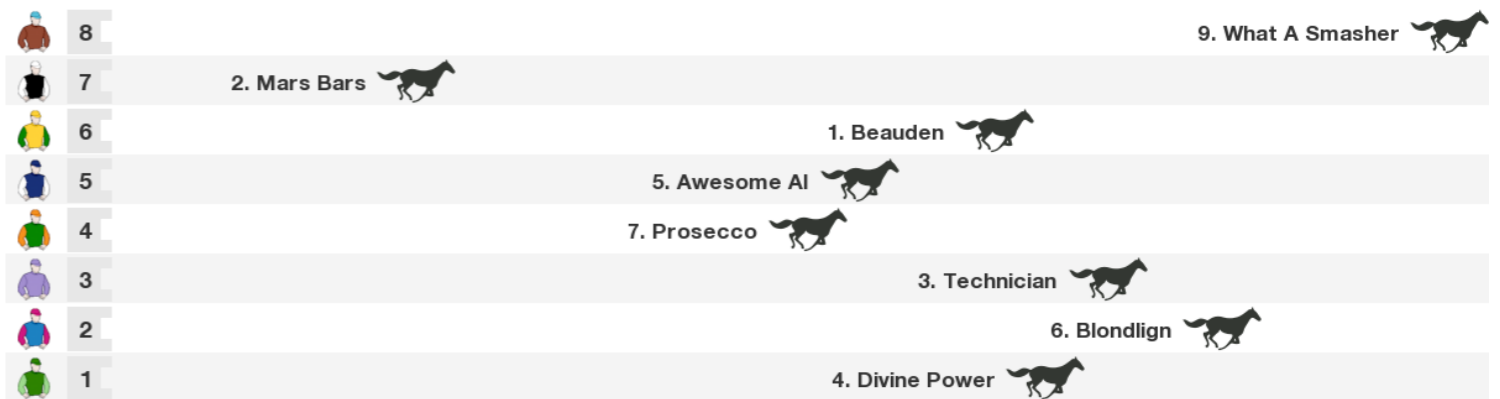 8 9. What A Smasher
7 2. Mars Bars
6 1. Beauden
5 5. Awesome Al
4 7. Prosecco
3 3. Technician
2 6. Blondlign
1 4. Divine Power